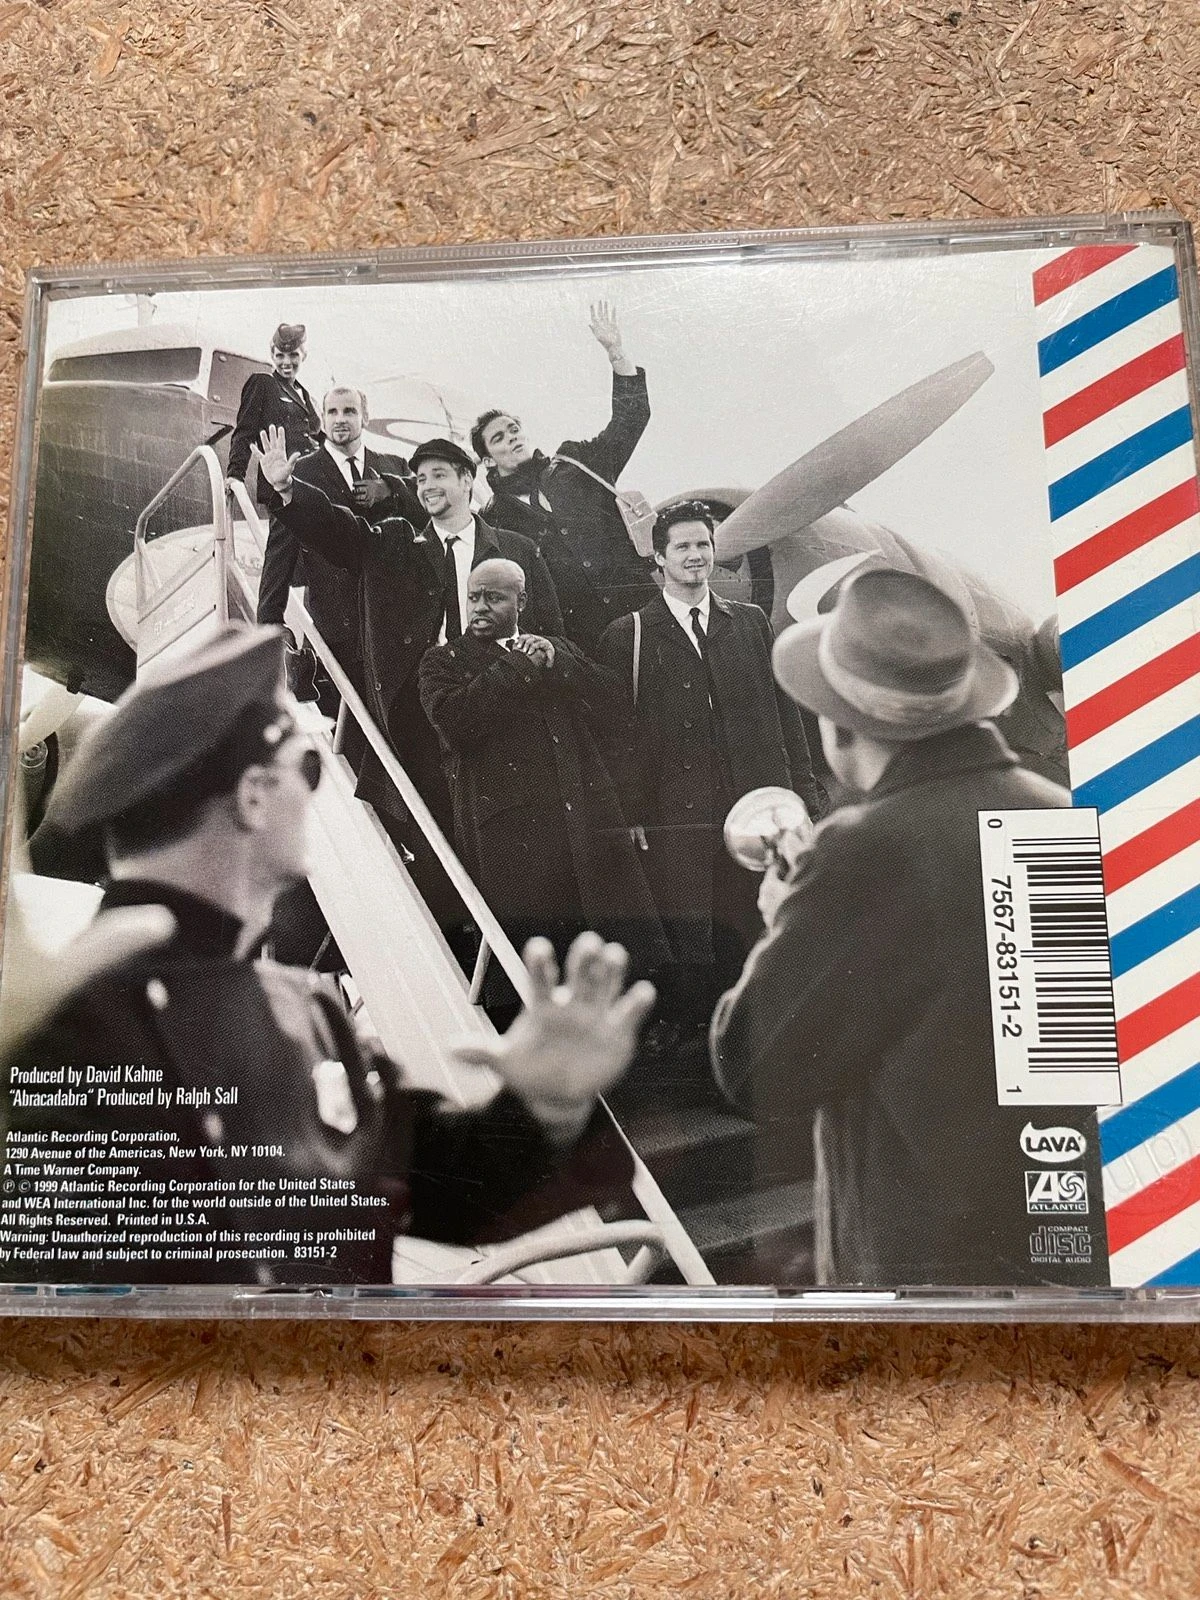 Produced by David Kahne
"Abracadabra" Produced by Ralph Sall
Atlantic Recording Corporation,
1290 Avenue of the Americas, New York, NY 10104.
A Time Warner Company.
℗ © 1999 Atlantic Recording Corporation for the United States
and WEA International Inc. for the world outside of the United States.
All Rights Reserved. Printed in U.S.A.
Warning: Unauthorized reproduction of this recording is prohibited
by Federal law and subject to criminal prosecution. 83151-2
0 7567-83151-2 1
LAVA
ATLANTIC
COMPACT
disc
DIGITAL AUDIO